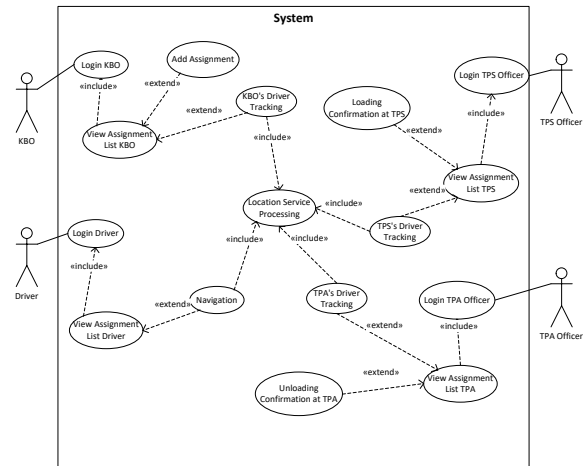 System
Login KBO
«include»
Add Assignment
«extend»
KBO's Driver
Tracking
«extend»
View Assignment
List KBO
«include»
KBO
Loading
Confirmation at TPS
«extend»
Login TPS Officer
«include»
TPS Officer
View Assignment
List TPS
«extend»
TPS's Driver
Tracking
«include»
Location Service
Processing
Login Driver
«include»
Driver
View Assignment
List Driver
«extend»
Navigation
«include»
«include»
TPA's Driver
Tracking
«extend»
Login TPA Officer
«include»
TPA Officer
View Assignment
List TPA
«extend»
Unloading
Confirmation at TPA